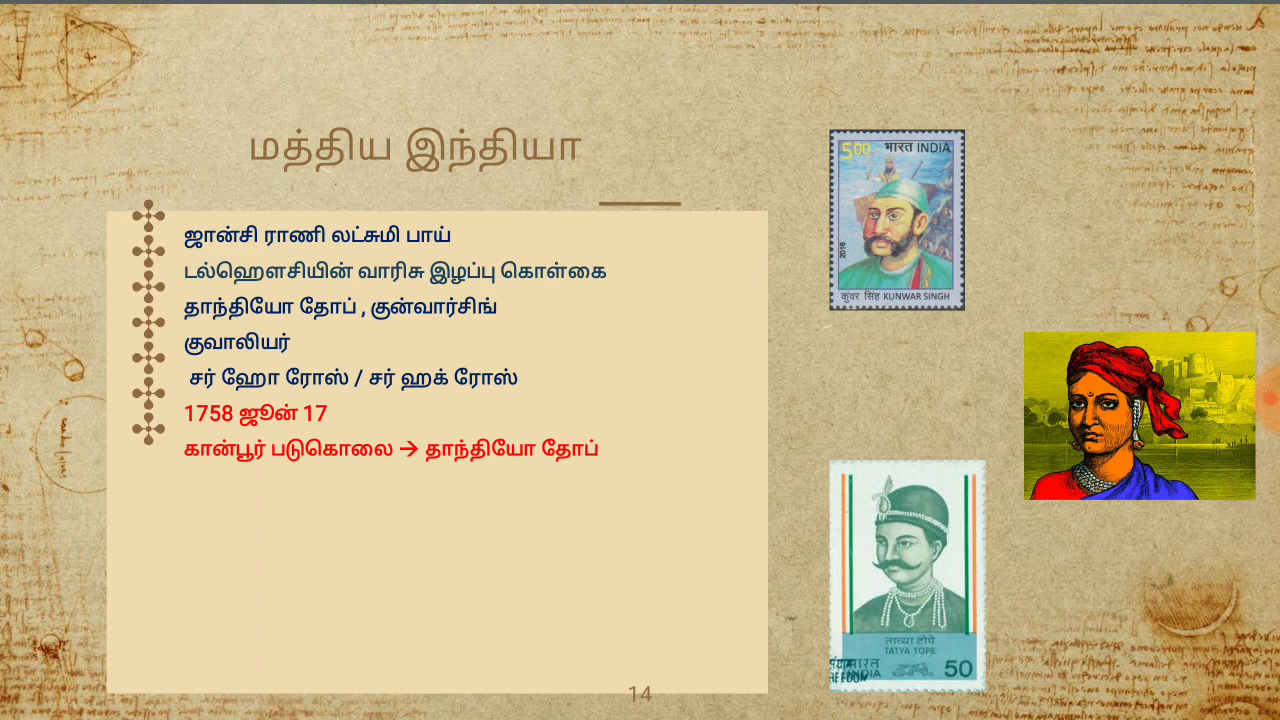 மத்திய இந்தியா
ஜான்சி ராணி லட்சுமி பாய்
டல்ஹௌசியின் வாரிசு இழப்பு கொள்கை
தாந்தியோ தோப் , குன்வார்சிங்
குவாலியர்
சர் ஹோ ரோஸ் / சர் ஹக் ரோஸ்
1758 ஜூன் 17
கான்பூர் படுகொலை → தாந்தியோ தோப்
14
5.00 भारत INDIA
2016
कुंवर सिंह KUNWAR SINGH
तात्या टोपे
TATYA TOPE
भारत
INDIA 50